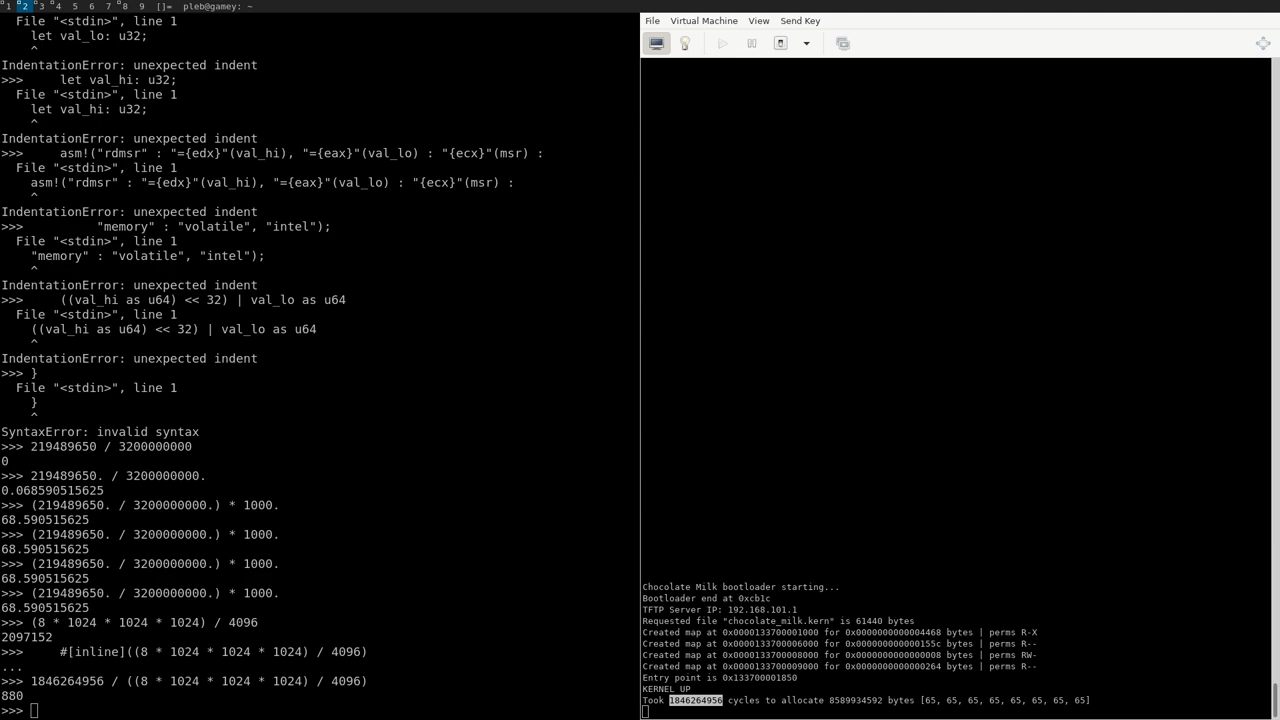 1 2 3 4 5 6 7 8 9 []= pleb@gamey: ~
  File "<stdin>", line 1
    let val_lo: u32;
    ^
IndentationError: unexpected indent
>>>     let val_hi: u32;
  File "<stdin>", line 1
    let val_hi: u32;
    ^
IndentationError: unexpected indent
>>>     asm!("rdmsr" : "={edx}"(val_hi), "={eax}"(val_lo) : "{ecx}"(msr) :
  File "<stdin>", line 1
    asm!("rdmsr" : "={edx}"(val_hi), "={eax}"(val_lo) : "{ecx}"(msr) :
    ^
IndentationError: unexpected indent
>>>          "memory" : "volatile", "intel");
  File "<stdin>", line 1
    "memory" : "volatile", "intel");
    ^
IndentationError: unexpected indent
>>>     ((val_hi as u64) << 32) | val_lo as u64
  File "<stdin>", line 1
    ((val_hi as u64) << 32) | val_lo as u64
    ^
IndentationError: unexpected indent
>>> }
  File "<stdin>", line 1
    }
    ^
SyntaxError: invalid syntax
>>> 219489650 / 3200000000
0
>>> 219489650. / 3200000000.
0.068590515625
>>> (219489650. / 3200000000.) * 1000.
68.590515625
>>> (219489650. / 3200000000.) * 1000.
68.590515625
>>> (219489650. / 3200000000.) * 1000.
68.590515625
>>> (219489650. / 3200000000.) * 1000.
68.590515625
>>> (8 * 1024 * 1024 * 1024) / 4096
2097152
>>>     #[inline]((8 * 1024 * 1024 * 1024) / 4096)
...
>>> 1846264956 / ((8 * 1024 * 1024 * 1024) / 4096)
880
>>>
File Virtual Machine View Send Key
Chocolate Milk bootloader starting...
Bootloader end at 0xcb1c
TFTP Server IP: 192.168.101.1
Requested file "chocolate_milk.kern" is 61440 bytes
Created map at 0x0000133700001000 for 0x0000000000004468 bytes | perms R-X
Created map at 0x0000133700006000 for 0x000000000000155c bytes | perms R--
Created map at 0x0000133700008000 for 0x0000000000000008 bytes | perms RW-
Created map at 0x0000133700009000 for 0x0000000000000264 bytes | perms R--
Entry point is 0x133700001850
KERNEL UP
Took 1846264956 cycles to allocate 8589934592 bytes [65, 65, 65, 65, 65, 65, 65, 65]